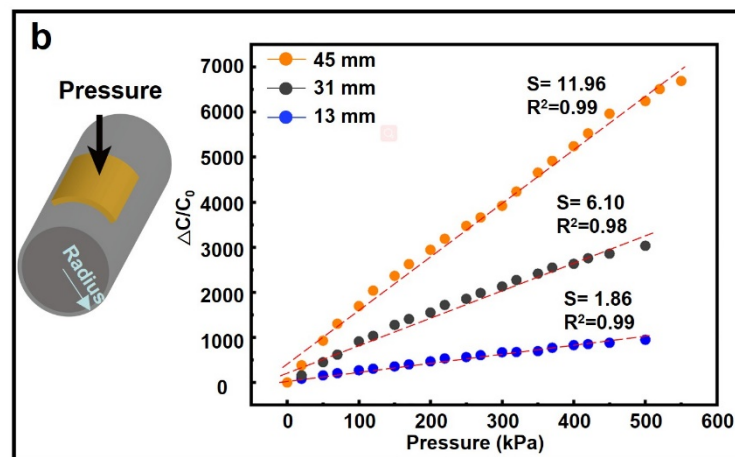 b
Pressure
Radius
ΔC/C₀
7000
6000
5000
4000
3000
2000
1000
0
45 mm
31 mm
13 mm
S= 11.96
R²=0.99
S= 6.10
R²=0.98
S= 1.86
R²=0.99
0 100 200 300 400 500 600
Pressure (kPa)